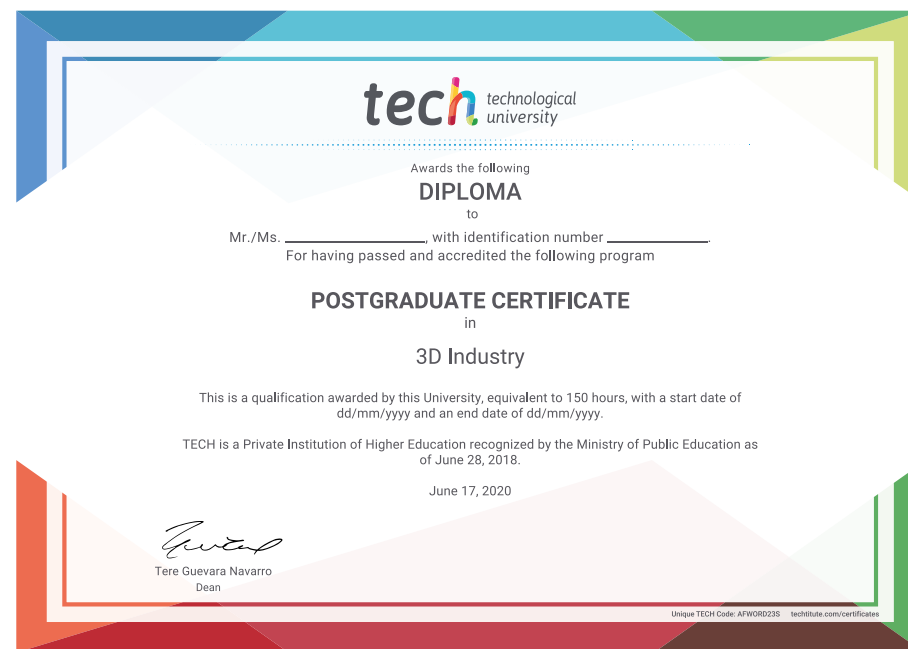 tech technological
university
Awards the following
DIPLOMA
to
Mr./Ms. ____________________, with identification number ______________.
For having passed and accredited the following program
POSTGRADUATE CERTIFICATE
in
3D Industry
This is a qualification awarded by this University, equivalent to 150 hours, with a start date of
dd/mm/yyyy and an end date of dd/mm/yyyy.
TECH is a Private Institution of Higher Education recognized by the Ministry of Public Education as
of June 28, 2018.
June 17, 2020
Tere Guevara Navarro
Dean
Unique TECH Code: AFWORD23S techtitute.com/certificates